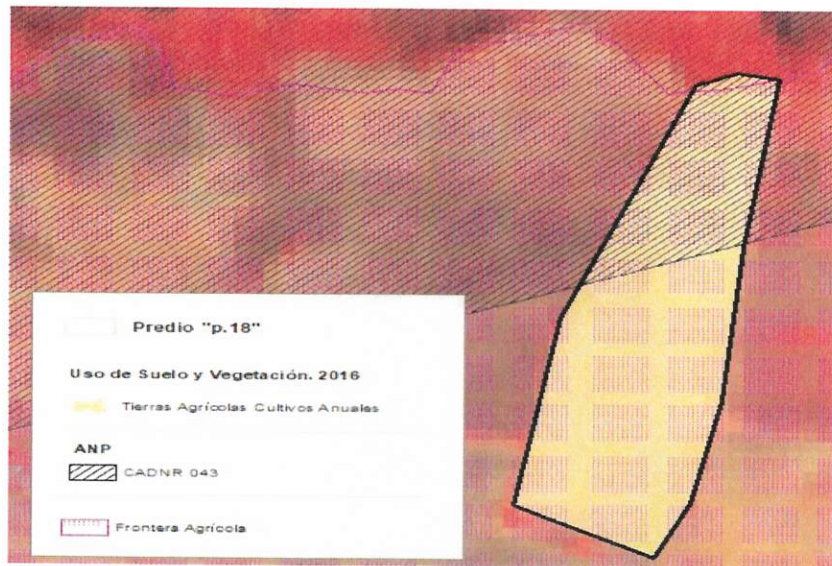 Predio "p.18"
Uso de Suelo y Vegetación. 2016
Tierras Agrícolas Cultivos Anuales
ANP
CADNR 043
Frontera Agrícola